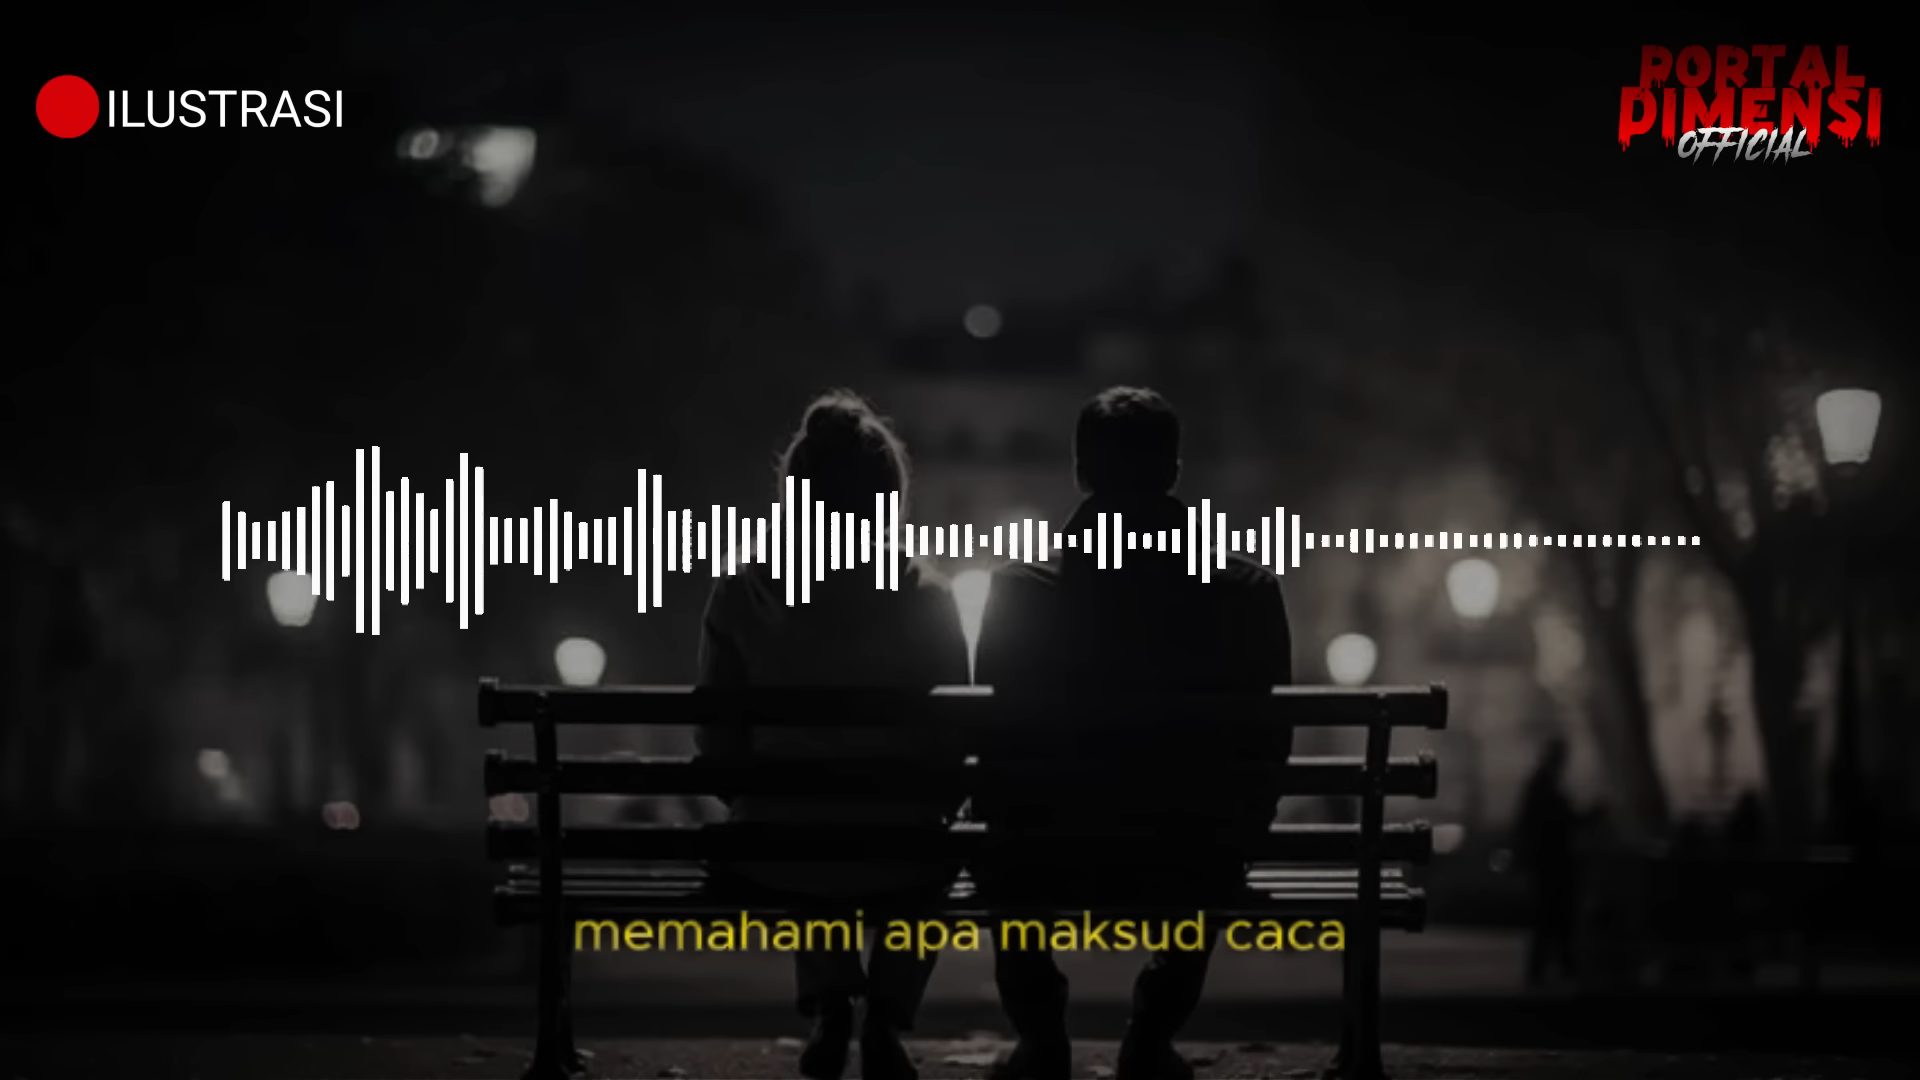 ILUSTRASI
PORTAL
DIMENSI
OFFICIAL
memahami apa maksud caca